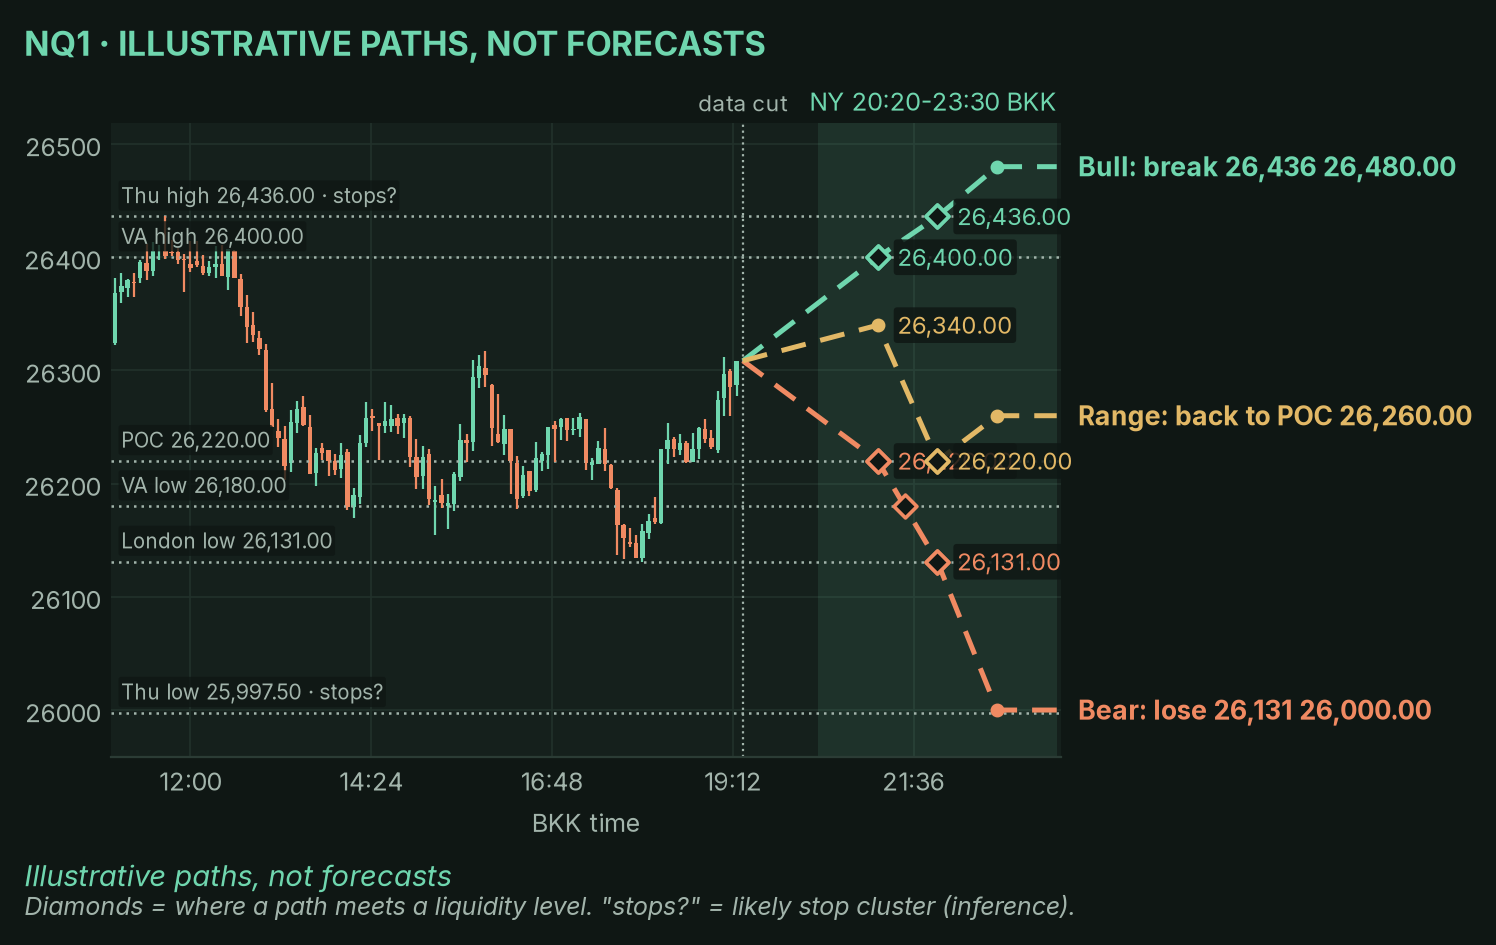 NQ1 · ILLUSTRATIVE PATHS, NOT FORECASTS
data cut
NY 20:20-23:30 BKK
26500
26400
26300
26200
26100
26000
Thu high 26,436.00 · stops?
VA high 26,400.00
POC 26,220.00
VA low 26,180.00
London low 26,131.00
Thu low 25,997.50 · stops?
26,436.00
26,400.00
26,340.00
26,220.00
26,131.00
Bull: break 26,436 26,480.00
Range: back to POC 26,260.00
Bear: lose 26,131 26,000.00
12:00
14:24
16:48
19:12
21:36
BKK time
Illustrative paths, not forecasts
Diamonds = where a path meets a liquidity level. "stops?" = likely stop cluster (inference).